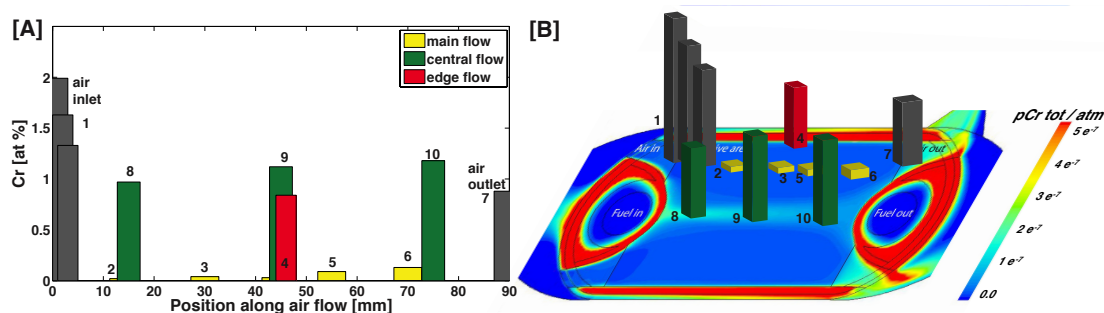 [A]
Cr [at %]
2
1.5
1
0.5
0
0
10
20
30
40
50
60
70
80
90
Position along air flow [mm]
main flow
central flow
edge flow
air
inlet
1
8
2
3
9
4
5
6
10
air
outlet
7
[B]
1
Air in
ive are
4
7
r out
2
3
5
6
8
9
10
Fuel in
Fuel out
pCr tot / atm
5 e⁻⁷
4 e⁻⁷
3 e⁻⁷
2 e⁻⁷
1 e⁻⁷
0.0